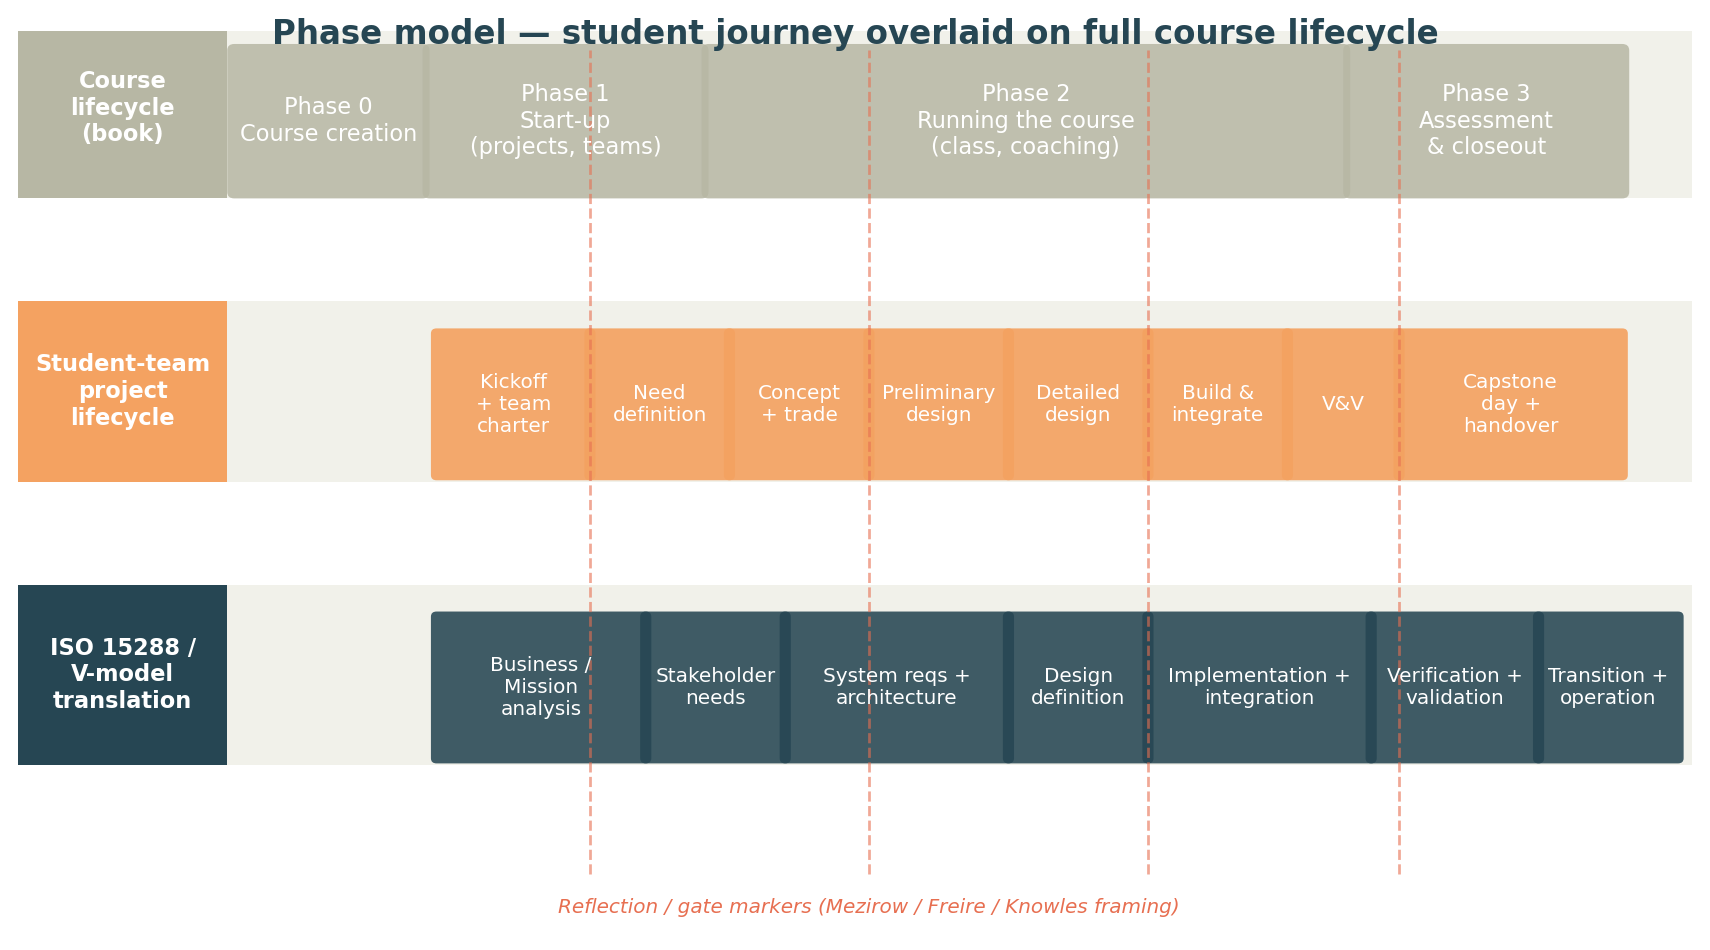 Phase model — student journey overlaid on full course lifecycle
Course
lifecycle
(book)
Phase 0
Course creation
Phase 1
Start-up
(projects, teams)
Phase 2
Running the course
(class, coaching)
Phase 3
Assessment
& closeout
Student-team
project
lifecycle
Kickoff
+ team
charter
Need
definition
Concept
+ trade
Preliminary
design
Detailed
design
Build &
integrate
V&V
Capstone
day +
handover
ISO 15288 /
V-model
translation
Business /
Mission
analysis
Stakeholder
needs
System reqs +
architecture
Design
definition
Implementation +
integration
Verification +
validation
Transition +
operation
Reflection / gate markers (Mezirow / Freire / Knowles framing)